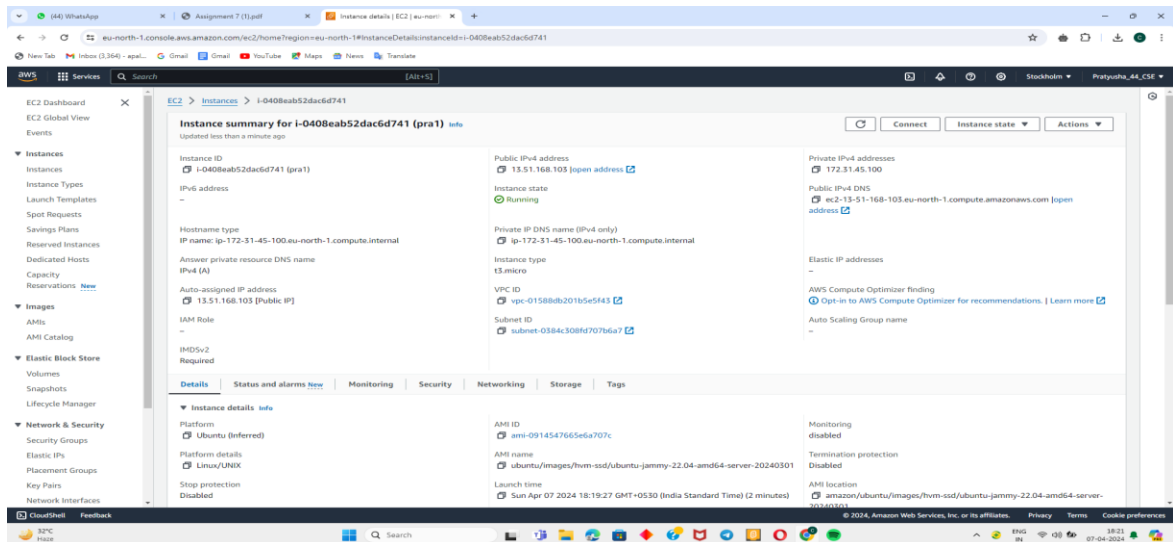 (44) WhatsApp
Assignment 7 (1).pdf
Instance details | EC2 | eu-north
eu-north-1.console.aws.amazon.com/ec2/home?region=eu-north-1#InstanceDetails:instanceId=i-0408eab52dac6d741
New Tab Inbox (3,364) - apal... Gmail Gmail YouTube Maps News Translate
aws Services Search [Alt+S] Stockholm Pratyusha_44_CSE
EC2 Dashboard
EC2 Global View
Events
Instances
Instances
Instance Types
Launch Templates
Spot Requests
Savings Plans
Reserved Instances
Dedicated Hosts
Capacity
Reservations New
Images
AMIs
AMI Catalog
Elastic Block Store
Volumes
Snapshots
Lifecycle Manager
Network & Security
Security Groups
Elastic IPs
Placement Groups
Key Pairs
Network Interfaces
EC2 > Instances > i-0408eab52dac6d741
Instance summary for i-0408eab52dac6d741 (pra1) Info
Updated less than a minute ago
Connect Instance state Actions
Instance ID
i-0408eab52dac6d741 (pra1)
Public IPv4 address
13.51.168.103 |open address
Private IPv4 addresses
172.31.45.100
IPv6 address
–
Instance state
Running
Public IPv4 DNS
ec2-13-51-168-103.eu-north-1.compute.amazonaws.com |open
address
Hostname type
IP name: ip-172-31-45-100.eu-north-1.compute.internal
Private IP DNS name (IPv4 only)
ip-172-31-45-100.eu-north-1.compute.internal
Answer private resource DNS name
IPv4 (A)
Instance type
t3.micro
Elastic IP addresses
–
Auto-assigned IP address
13.51.168.103 [Public IP]
VPC ID
vpc-01588db201b5e5f43
AWS Compute Optimizer finding
Opt-in to AWS Compute Optimizer for recommendations. | Learn more
IAM Role
–
Subnet ID
subnet-0384c308fd707b6a7
Auto Scaling Group name
–
IMDSv2
Required
Details Status and alarms New Monitoring Security Networking Storage Tags
Instance details Info
Platform
Ubuntu (Inferred)
AMI ID
ami-0914547665e6a707c
Monitoring
disabled
Platform details
Linux/UNIX
AMI name
ubuntu/images/hvm-ssd/ubuntu-jammy-22.04-amd64-server-20240301
Termination protection
Disabled
Stop protection
Disabled
Launch time
Sun Apr 07 2024 18:19:27 GMT+0530 (India Standard Time) (2 minutes)
AMI location
amazon/ubuntu/images/hvm-ssd/ubuntu-jammy-22.04-amd64-server-
20240301
CloudShell Feedback
© 2024, Amazon Web Services, Inc. or its affiliates. Privacy Terms Cookie preferences
32°C
Haze
Search
ENG
IN
18:21
07-04-2024